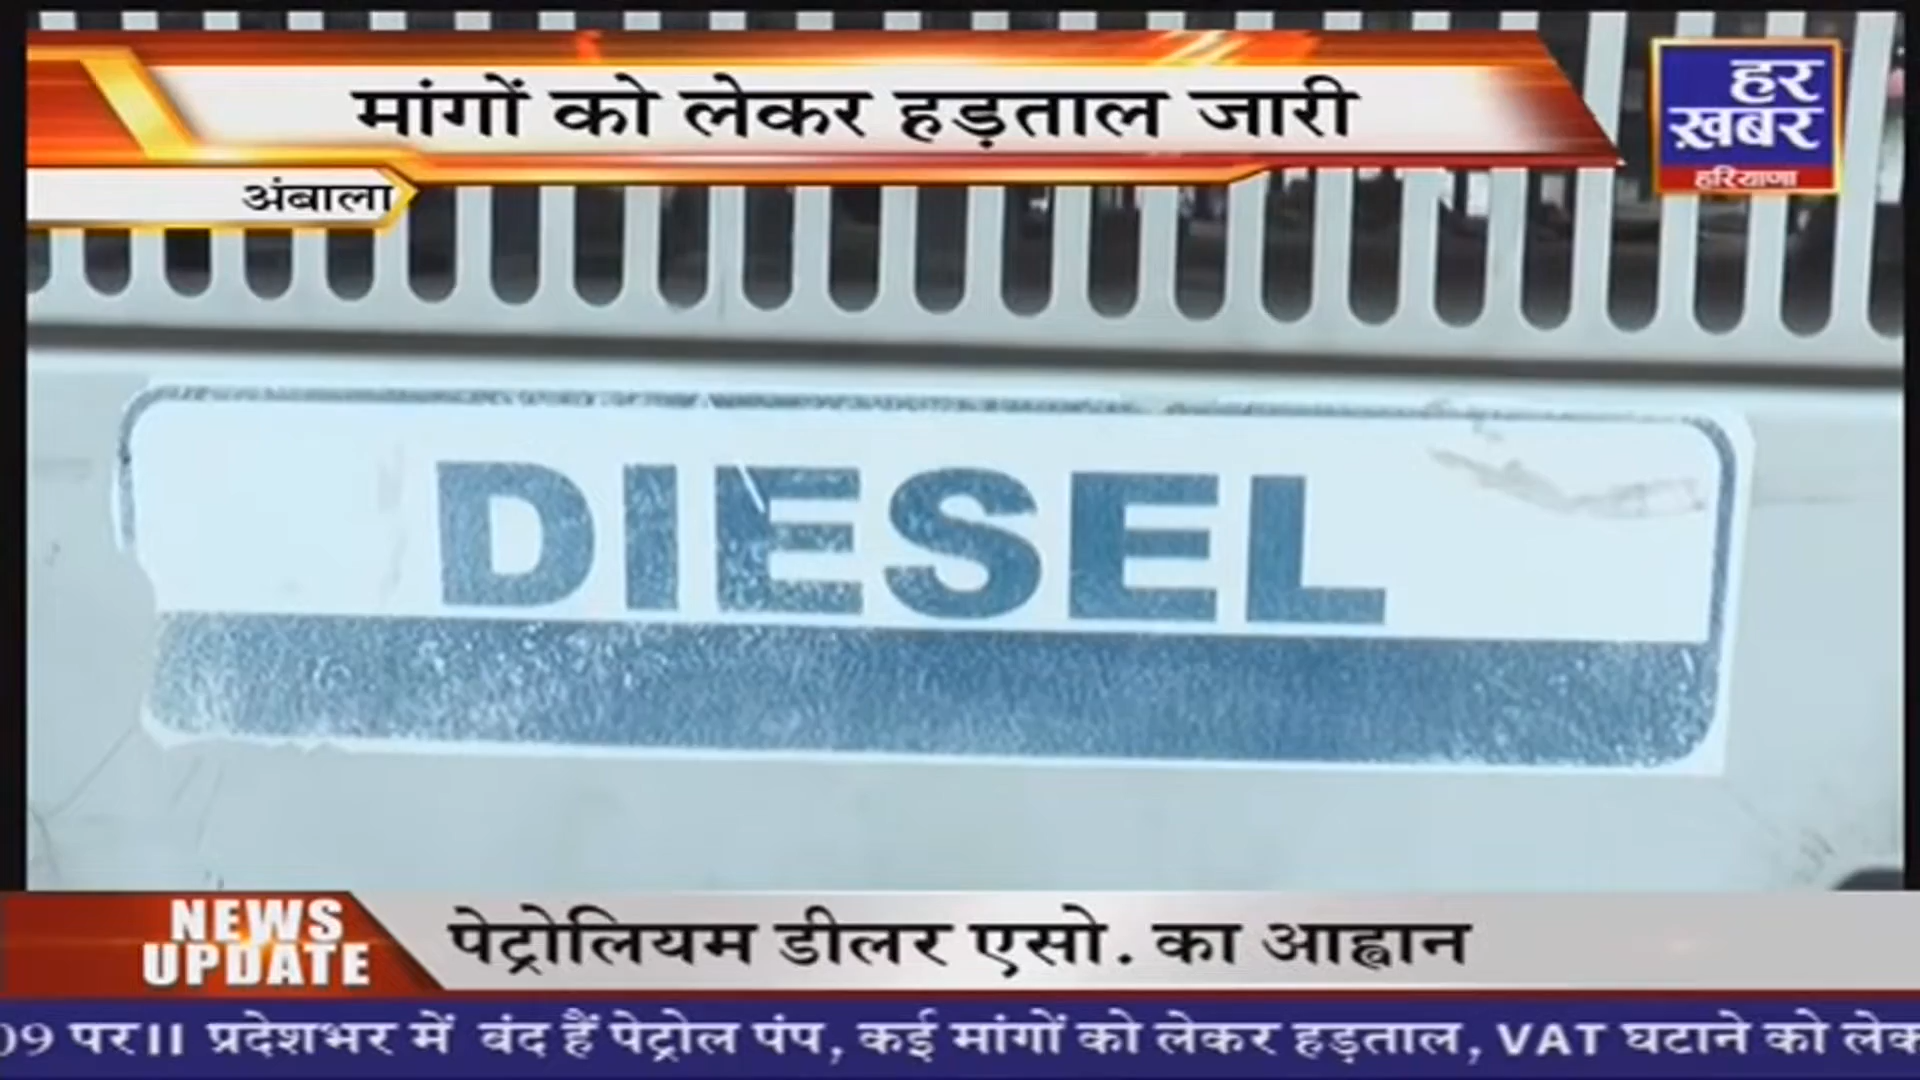 मांगों को लेकर हड़ताल जारी
हर
ख़बर
हरियाणा
अंबाला
DIESEL
NEWS
UPDATE
पेट्रोलियम डीलर एसो. का आह्वान
09 पर।। प्रदेशभर में बंद हैं पेट्रोल पंप, कई मांगों को लेकर हड़ताल, VAT घटाने को